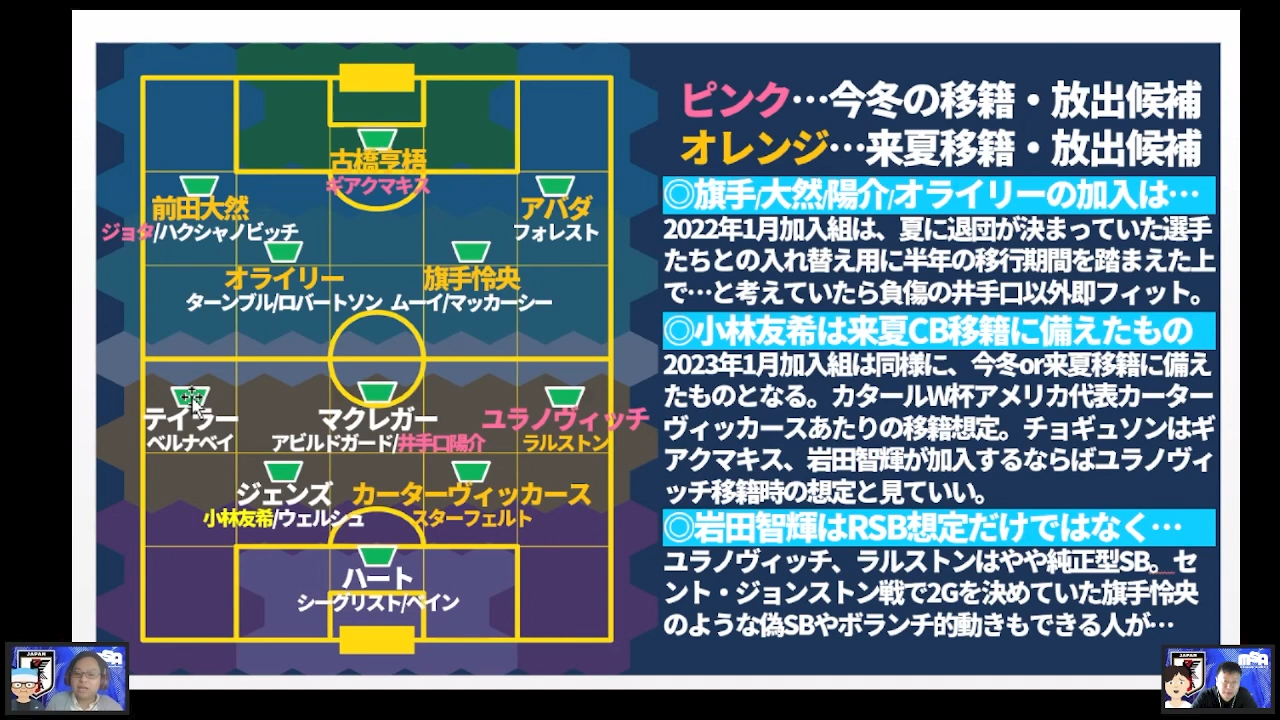 ピンク…今冬の移籍・放出候補
オレンジ…来夏移籍・放出候補
◎旗手/大然/陽介/オライリーの加入は…
2022年1月加入組は、夏に退団が決まっていた選手
たちとの入れ替え用に半年の移行期間を踏まえた上
で…と考えていたら負傷の井手口以外即フィット。
◎小林友希は来夏CB移籍に備えたもの
2023年1月加入組は同様に、今冬or来夏移籍に備え
たものとなる。カタールW杯アメリカ代表カーター
ヴィッカースあたりの移籍想定。チョギュソンはギ
アクマキス、岩田智輝が加入するならばユラノヴィ
ッチ移籍時の想定と見ていい。
◎岩田智輝はRSB想定だけではなく…
ユラノヴィッチ、ラルストンはやや純正型SB。セ
ント・ジョンストン戦で2Gを決めていた旗手怜央
のような偽SBやボランチ的動きもできる人が…
古橋亨梧
ギアクマキス
前田大然
ジョタ/ハクシャノビッチ
アバダ
フォレスト
オライリー
ターンブル/ロバートソン
旗手怜央
ムーイ/マッカーシー
テイラー
ベルナベイ
マクレガー
アビルドガード/井手口陽介
ユラノヴィッチ
ラルストン
ジェンズ
小林友希/ウェルシュ
カーターヴィッカース
スターフェルト
ハート
シーグリスト/ベイン
JAPAN
JAPAN